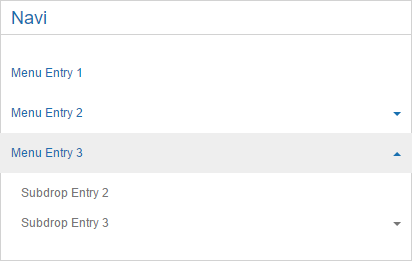 Navi
Menu Entry 1
Menu Entry 2
Menu Entry 3
Subdrop Entry 2
Subdrop Entry 3